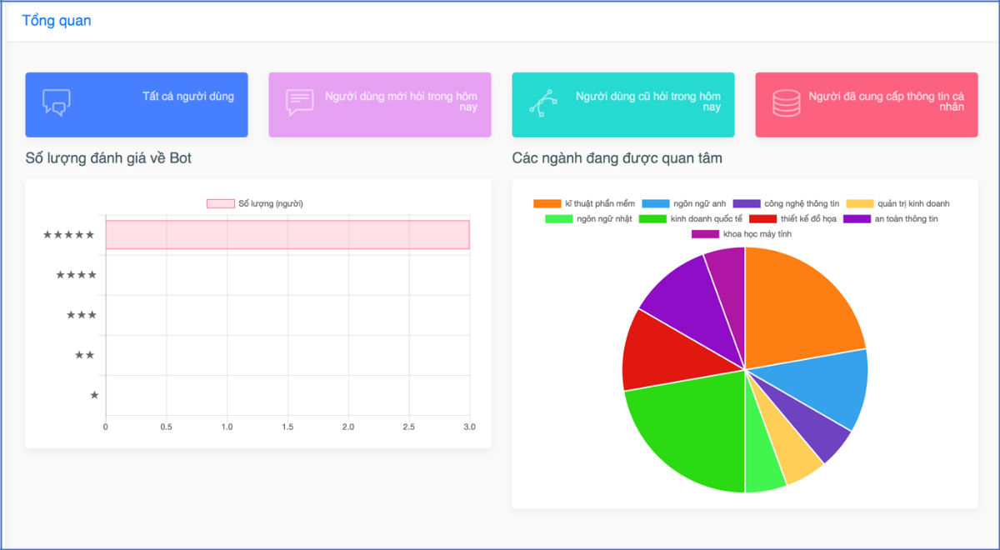 Tổng quan
Tất cả người dùng
Người dùng mới hỏi trong hôm
nay
Người dùng cũ hỏi trong hôm
nay
Người đã cung cấp thông tin cá
nhân
Số lượng đánh giá về Bot
Các ngành đang được quan tâm
Số lượng (người)
★★★★★
★★★★
★★★
★★
★
0 0.5 1.0 1.5 2.0 2.5 3.0
kĩ thuật phần mềm ngôn ngữ anh công nghệ thông tin quản trị kinh doanh
ngôn ngữ nhật kinh doanh quốc tế thiết kế đồ họa an toàn thông tin
khoa học máy tính